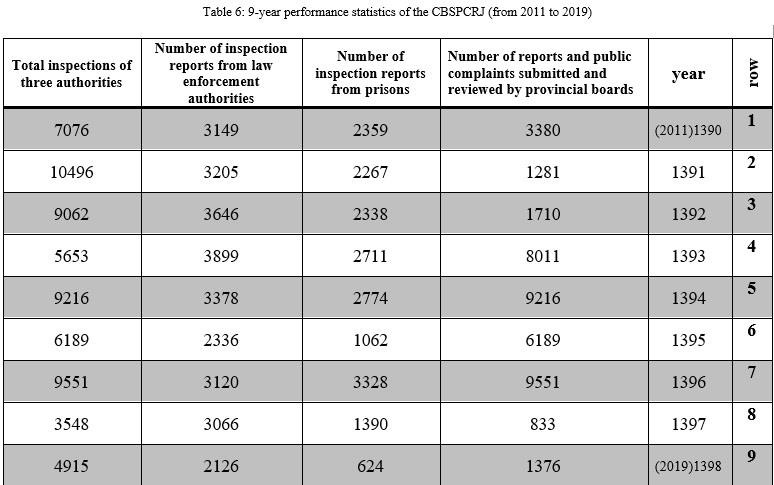 Table 6: 9-year performance statistics of the CBSPCRJ (from 2011 to 2019)
Total inspections of three authorities | Number of inspection reports from law enforcement authorities | Number of inspection reports from prisons | Number of reports and public complaints submitted and reviewed by provincial boards | year | row
7076 | 3149 | 2359 | 3380 | (2011)1390 | 1
10496 | 3205 | 2267 | 1281 | 1391 | 2
9062 | 3646 | 2338 | 1710 | 1392 | 3
5653 | 3899 | 2711 | 8011 | 1393 | 4
9216 | 3378 | 2774 | 9216 | 1394 | 5
6189 | 2336 | 1062 | 6189 | 1395 | 6
9551 | 3120 | 3328 | 9551 | 1396 | 7
3548 | 3066 | 1390 | 833 | 1397 | 8
4915 | 2126 | 624 | 1376 | (2019)1398 | 9